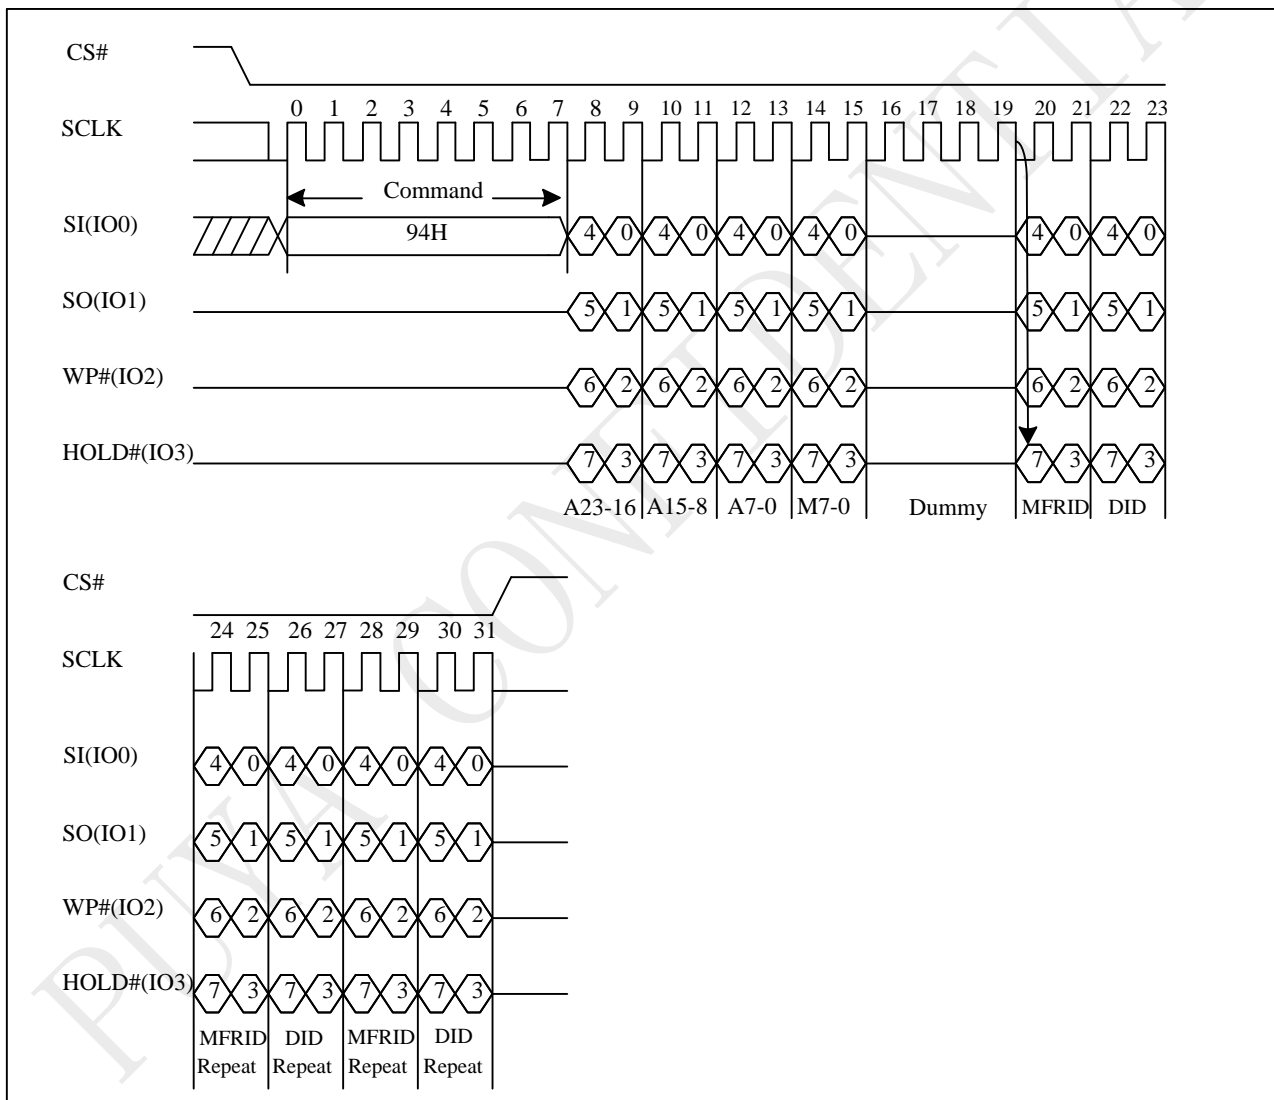 CS#
0 1 2 3 4 5 6 7 8 9 10 11 12 13 14 15 16 17 18 19 20 21 22 23
SCLK
Command
SI(IO0)
94H
4 0 4 0 4 0 4 0 4 0 4 0
SO(IO1)
5 1 5 1 5 1 5 1 5 1 5 1
WP#(IO2)
6 2 6 2 6 2 6 2 6 2 6 2
HOLD#(IO3)
7 3 7 3 7 3 7 3 7 3 7 3
A23-16 A15-8 A7-0 M7-0 Dummy MFRID DID
CS#
24 25 26 27 28 29 30 31
SCLK
SI(IO0)
4 0 4 0 4 0 4 0
SO(IO1)
5 1 5 1 5 1 5 1
WP#(IO2)
6 2 6 2 6 2 6 2
HOLD#(IO3)
7 3 7 3 7 3 7 3
MFRID DID MFRID DID
Repeat Repeat Repeat Repeat
PUYA CONFIDENTIA